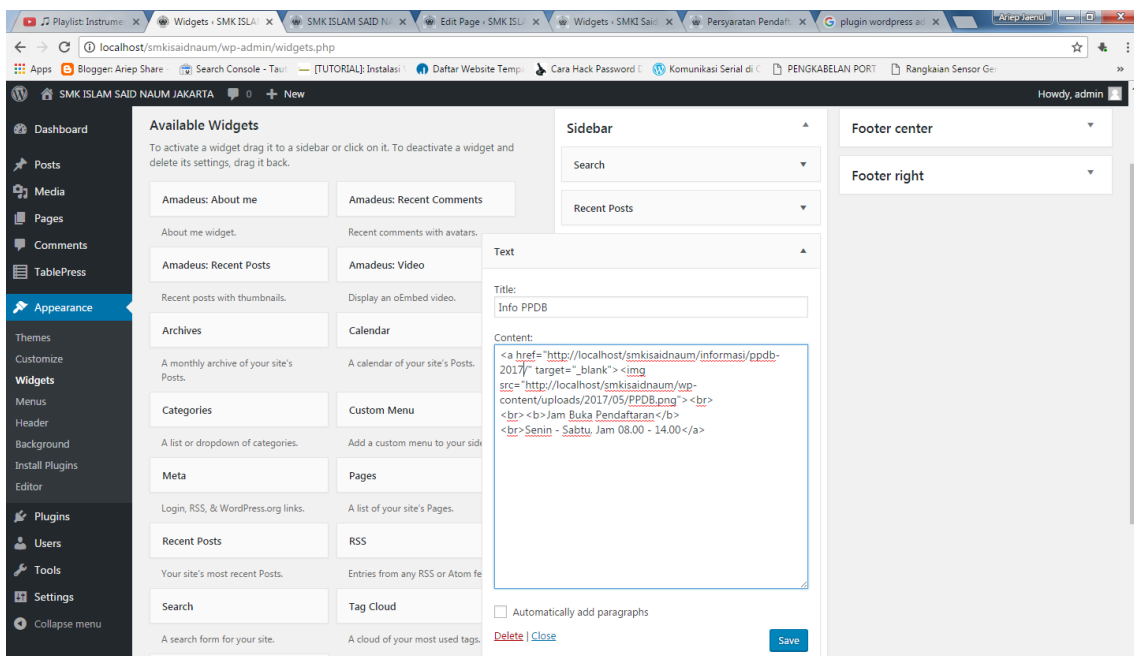 Playlist: Instrume
Widgets ‹ SMK ISLA
SMK ISLAM SAID NA
Edit Page ‹ SMK ISL
Widgets ‹ SMKI Said
Persyaratan Pendaft
plugin wordpress ad
Ariep Jaenul
localhost/smkisaidnaum/wp-admin/widgets.php
Apps
Blogger: Ariep Share
Search Console - Taut
[TUTORIAL]: Instalasi
Daftar Website Temp
Cara Hack Password
Komunikasi Serial di
PENGKABELAN PORT
Rangkaian Sensor Ge
»
SMK ISLAM SAID NAUM JAKARTA
0
+ New
Howdy, admin
Dashboard
Posts
Media
Pages
Comments
TablePress
Appearance
Themes
Customize
Widgets
Menus
Header
Background
Install Plugins
Editor
Plugins
Users
Tools
Settings
Collapse menu
Available Widgets
To activate a widget drag it to a sidebar or click on it. To deactivate a widget and
delete its settings, drag it back.
Amadeus: About me
About me widget.
Amadeus: Recent Comments
Recent comments with avatars.
Amadeus: Recent Posts
Recent posts with thumbnails.
Amadeus: Video
Display an oEmbed video.
Archives
A monthly archive of your site's
Posts.
Calendar
A calendar of your site's Posts.
Categories
A list or dropdown of categories.
Custom Menu
Add a custom menu to your side
Meta
Login, RSS, & WordPress.org links.
Pages
A list of your site's Pages.
Recent Posts
Your site's most recent Posts.
RSS
Entries from any RSS or Atom fe
Search
A search form for your site.
Tag Cloud
A cloud of your most used tags.
Sidebar
Search
Recent Posts
Text
Title:
Info PPDB
Content:
<a href="http://localhost/smkisaidnaum/informasi/ppdb-
2017/" target="_blank"><img
src="http://localhost/smkisaidnaum/wp-
content/uploads/2017/05/PPDB.png"><br>
<br><b>Jam Buka Pendaftaran</b>
<br>Senin - Sabtu. Jam 08.00 - 14.00</a>
Automatically add paragraphs
Delete | Close
Save
Footer center
Footer right